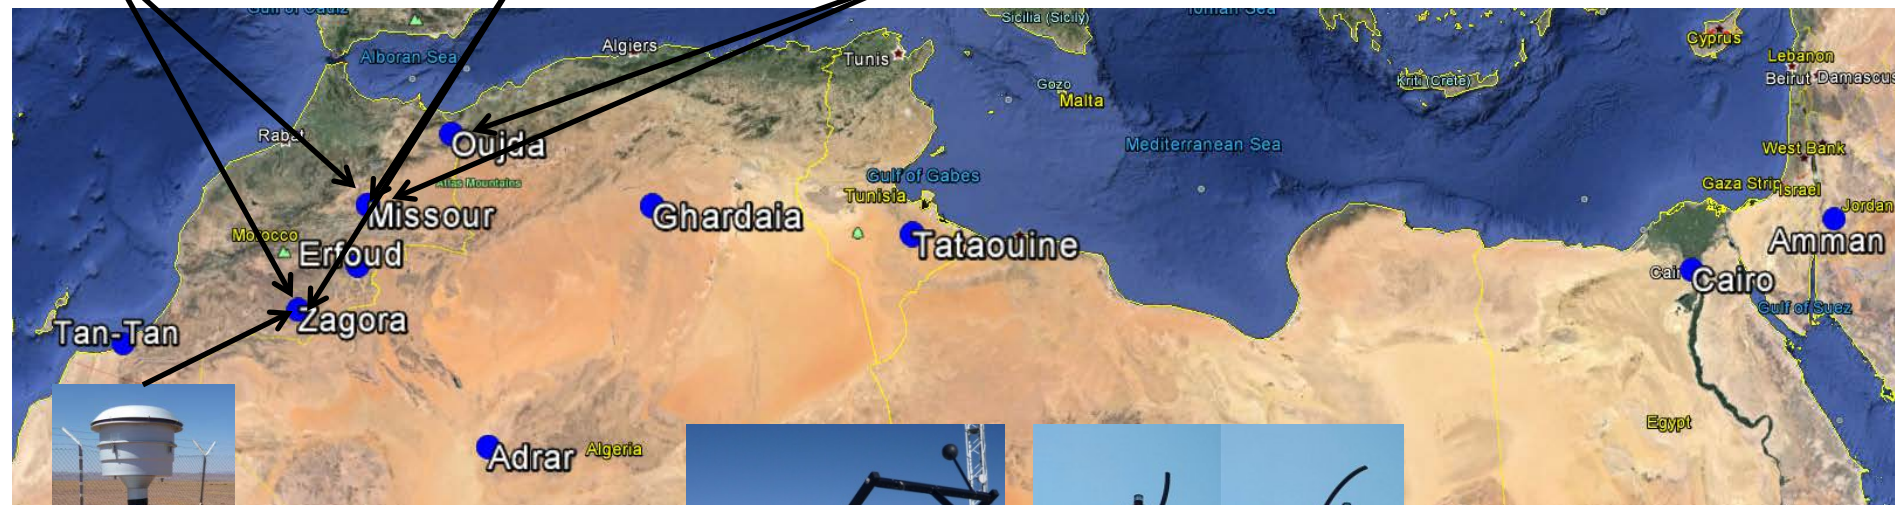 Gulf of Cadiz
Sicilia (Sicily)
Ionian Sea
Algiers
Cyprus
Alboran Sea
Tunis
Lebanon
Beirut
Damascus
Gozo
Kriti (Crete)
Malta
Rabat
Oujda
Mediterranean Sea
West Bank
Atlas Mountains
Gulf of Gabes
Gaza Strip
Israel
Tunisia
Jordan
Missour
Ghardaia
Morocco
Tataouine
Amman
Erfoud
Cairo
Gulf of Suez
Zagora
Tan-Tan
Egypt
Adrar
Algeria